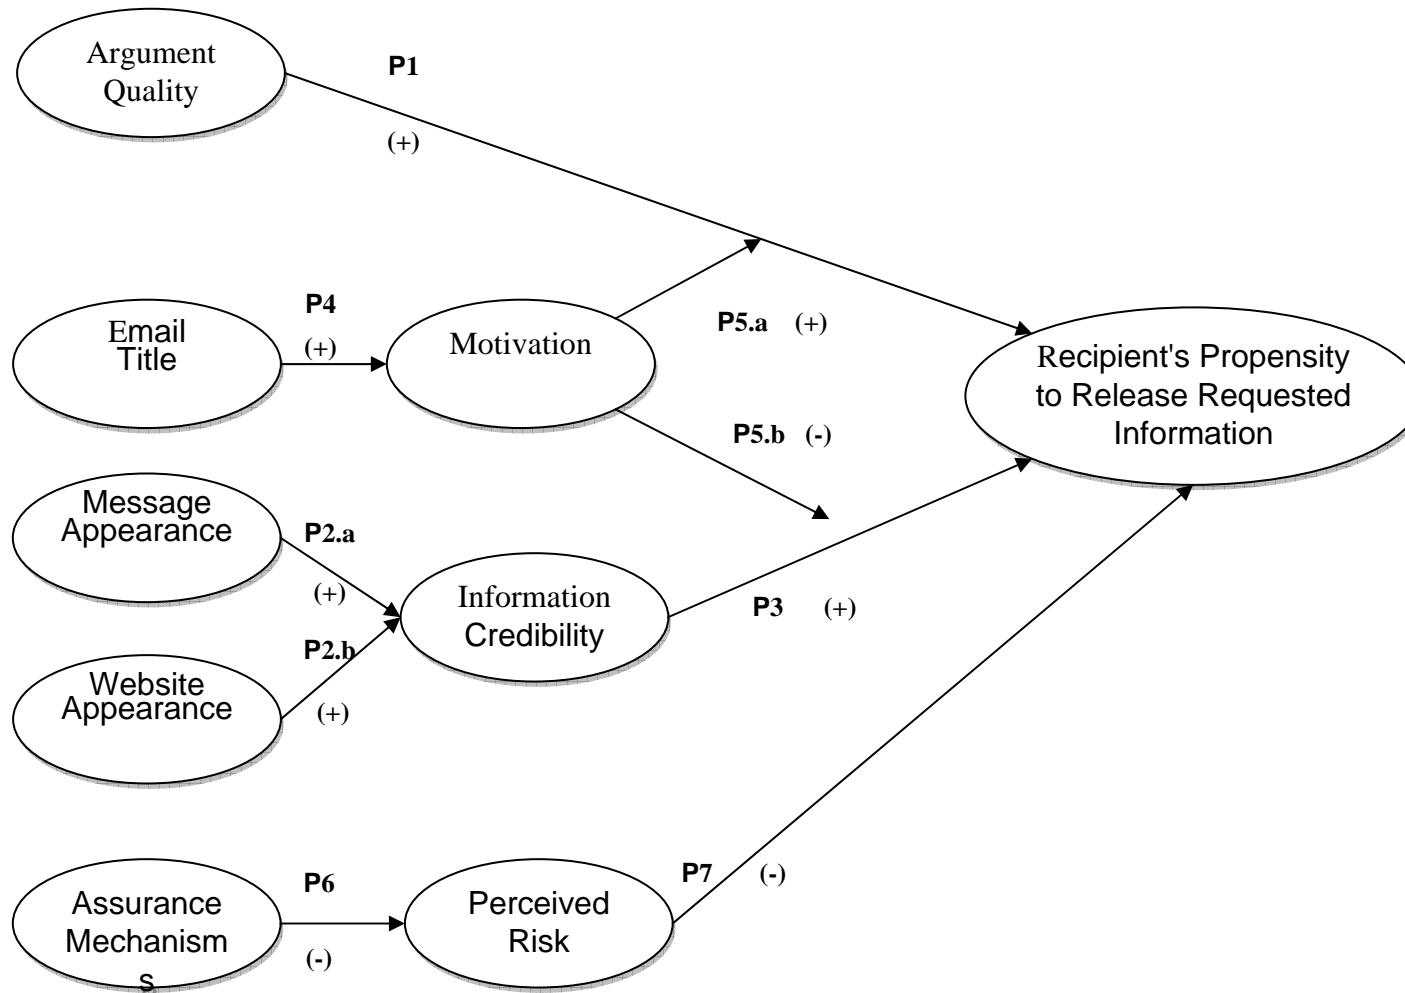 Argument
Quality
P1
(+)
Email
Title
P4
(+)
Motivation
P5.a (+)
P5.b (-)
Recipient's Propensity
to Release Requested
Information
Message
Appearance
P2.a
(+)
Information
Credibility
P3 (+)
P2.b
(+)
Website
Appearance
Assurance
Mechanism
s
P6
(-)
Perceived
Risk
P7 (-)